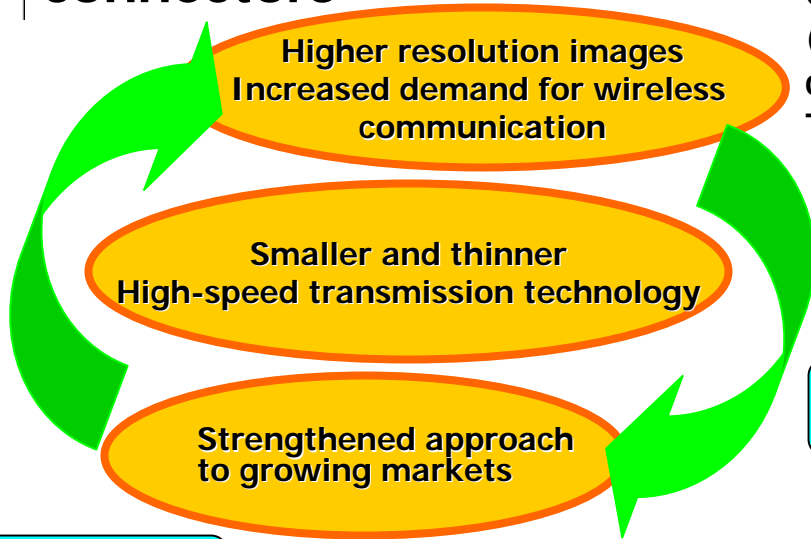 connectors
Higher resolution images
Increased demand for wireless
communication
Smaller and thinner
High-speed transmission technology
Strengthened approach
to growing markets